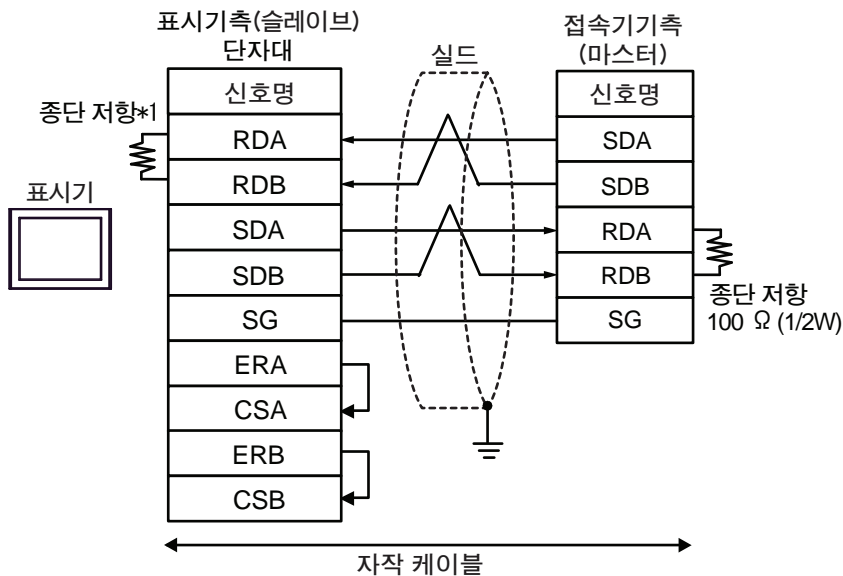 표시기측(슬레이브)
단자대
실드
접속기기측
(마스터)
종단 저항*1
표시기
신호명
RDA
RDB
SDA
SDB
SG
ERA
CSA
ERB
CSB
신호명
SDA
SDB
RDA
RDB
SG
종단 저항
100 Ω (1/2W)
자작 케이블